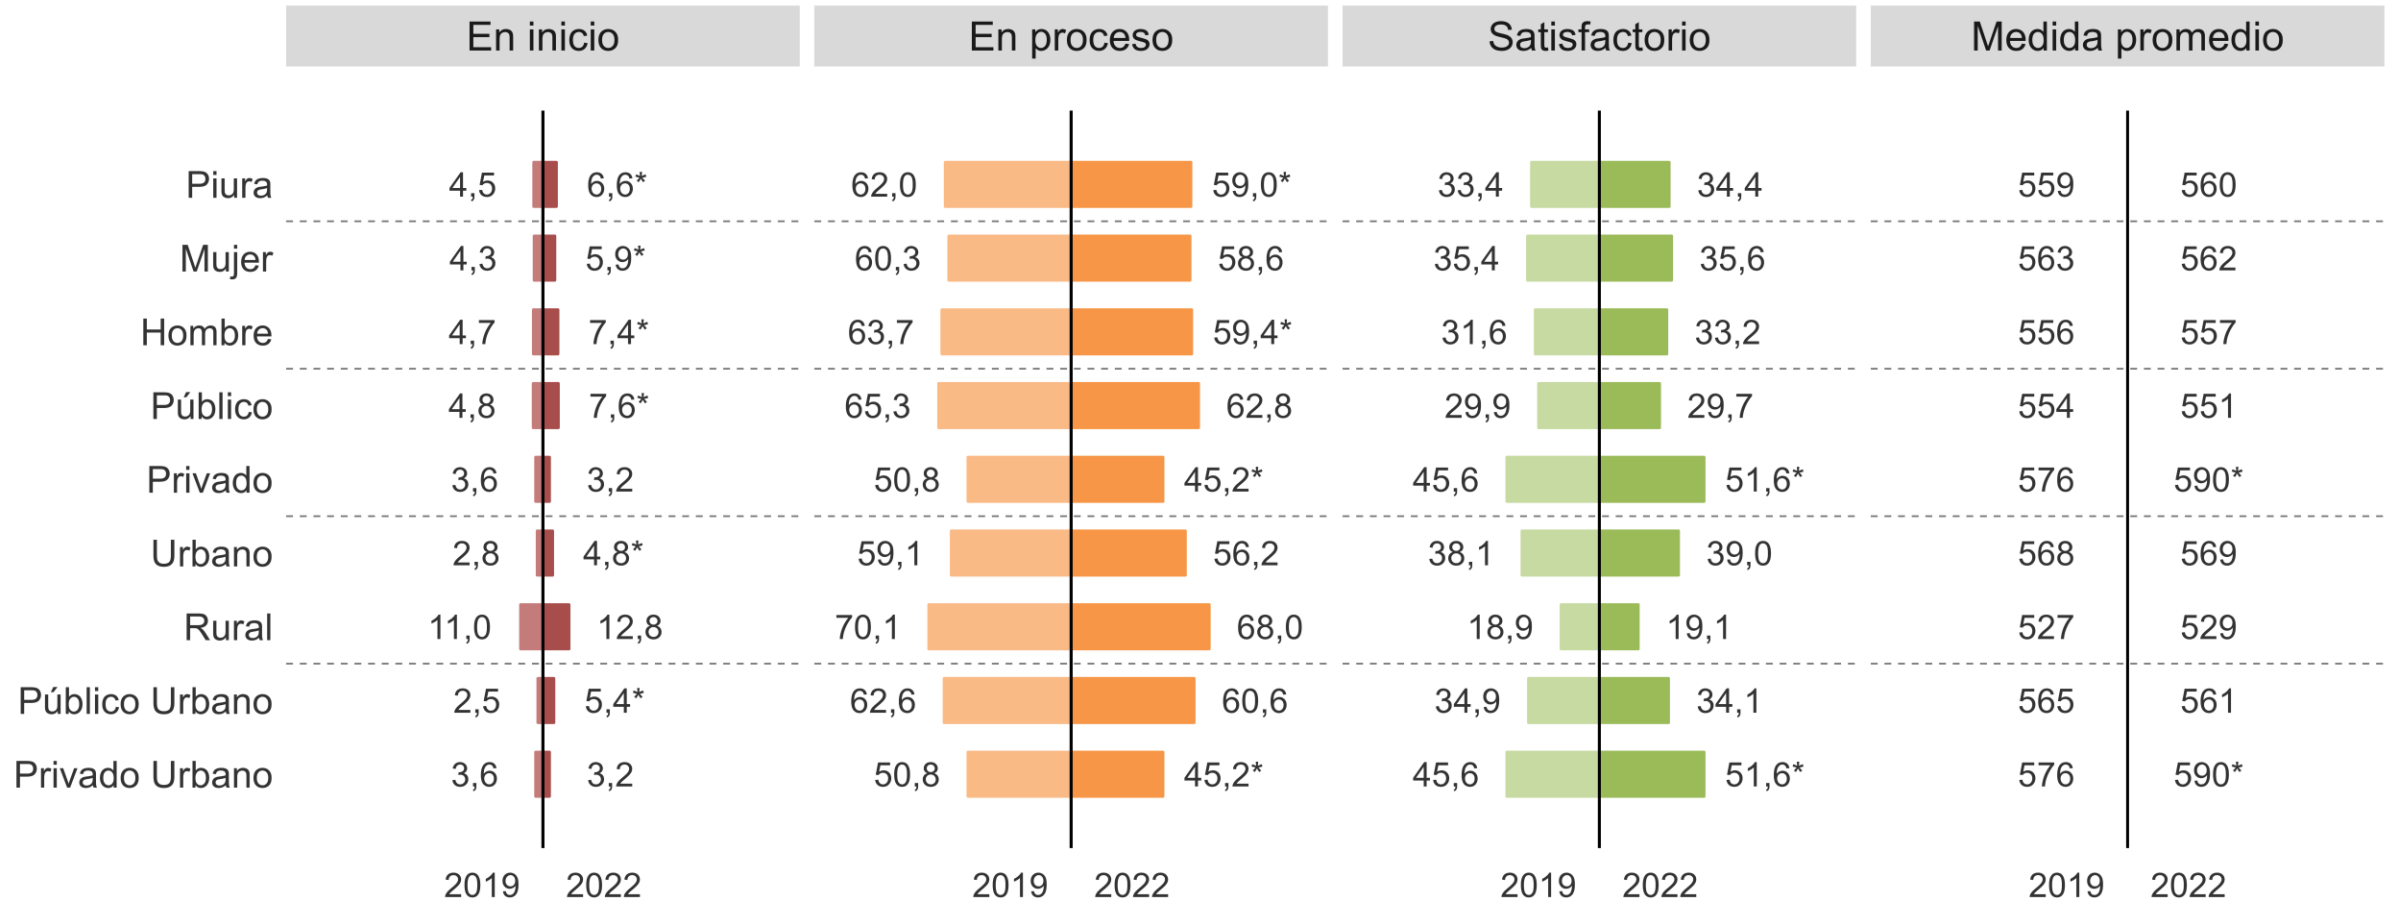 En inicio En proceso Satisfactorio Medida promedio
Piura 4,5 6,6* 62,0 59,0* 33,4 34,4 559 560
Mujer 4,3 5,9* 60,3 58,6 35,4 35,6 563 562
Hombre 4,7 7,4* 63,7 59,4* 31,6 33,2 556 557
Público 4,8 7,6* 65,3 62,8 29,9 29,7 554 551
Privado 3,6 3,2 50,8 45,2* 45,6 51,6* 576 590*
Urbano 2,8 4,8* 59,1 56,2 38,1 39,0 568 569
Rural 11,0 12,8 70,1 68,0 18,9 19,1 527 529
Público Urbano 2,5 5,4* 62,6 60,6 34,9 34,1 565 561
Privado Urbano 3,6 3,2 50,8 45,2* 45,6 51,6* 576 590*
2019 2022 2019 2022 2019 2022 2019 2022